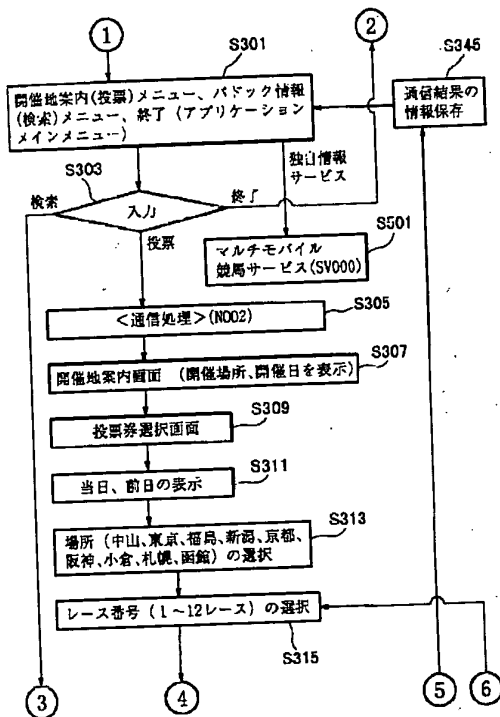 ①
②
S301
S345
開催地案内(投票)メニュー、パドック情報
(検索)メニュー、終了(アプリケーション
メインメニュー)
通信結果の
情報保存
S303
独自情報
サービス
検索
入力
終了
投票
S501
マルチモバイル
競馬サービス(SV000)
S305
<通信処理>(N002)
S307
開催地案内画面 (開催場所、開催日を表示)
S309
投票券選択画面
S311
当日、前日の表示
S313
場所(中山、東京、福島、新潟、京都、
阪神、小倉、札幌、函館)の選択
レース番号(1~12レース)の選択
S315
③
④
⑤
⑥